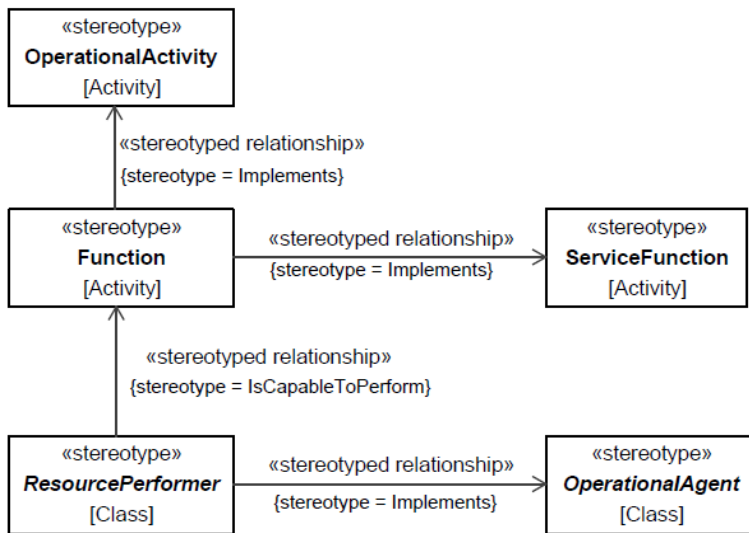 «stereotype»
OperationalActivity
[Activity]
«stereotyped relationship»
{stereotype = Implements}
«stereotype»
Function
[Activity]
«stereotyped relationship»
{stereotype = Implements}
«stereotype»
ServiceFunction
[Activity]
«stereotyped relationship»
{stereotype = IsCapableToPerform}
«stereotype»
ResourcePerformer
[Class]
«stereotyped relationship»
{stereotype = Implements}
«stereotype»
OperationalAgent
[Class]